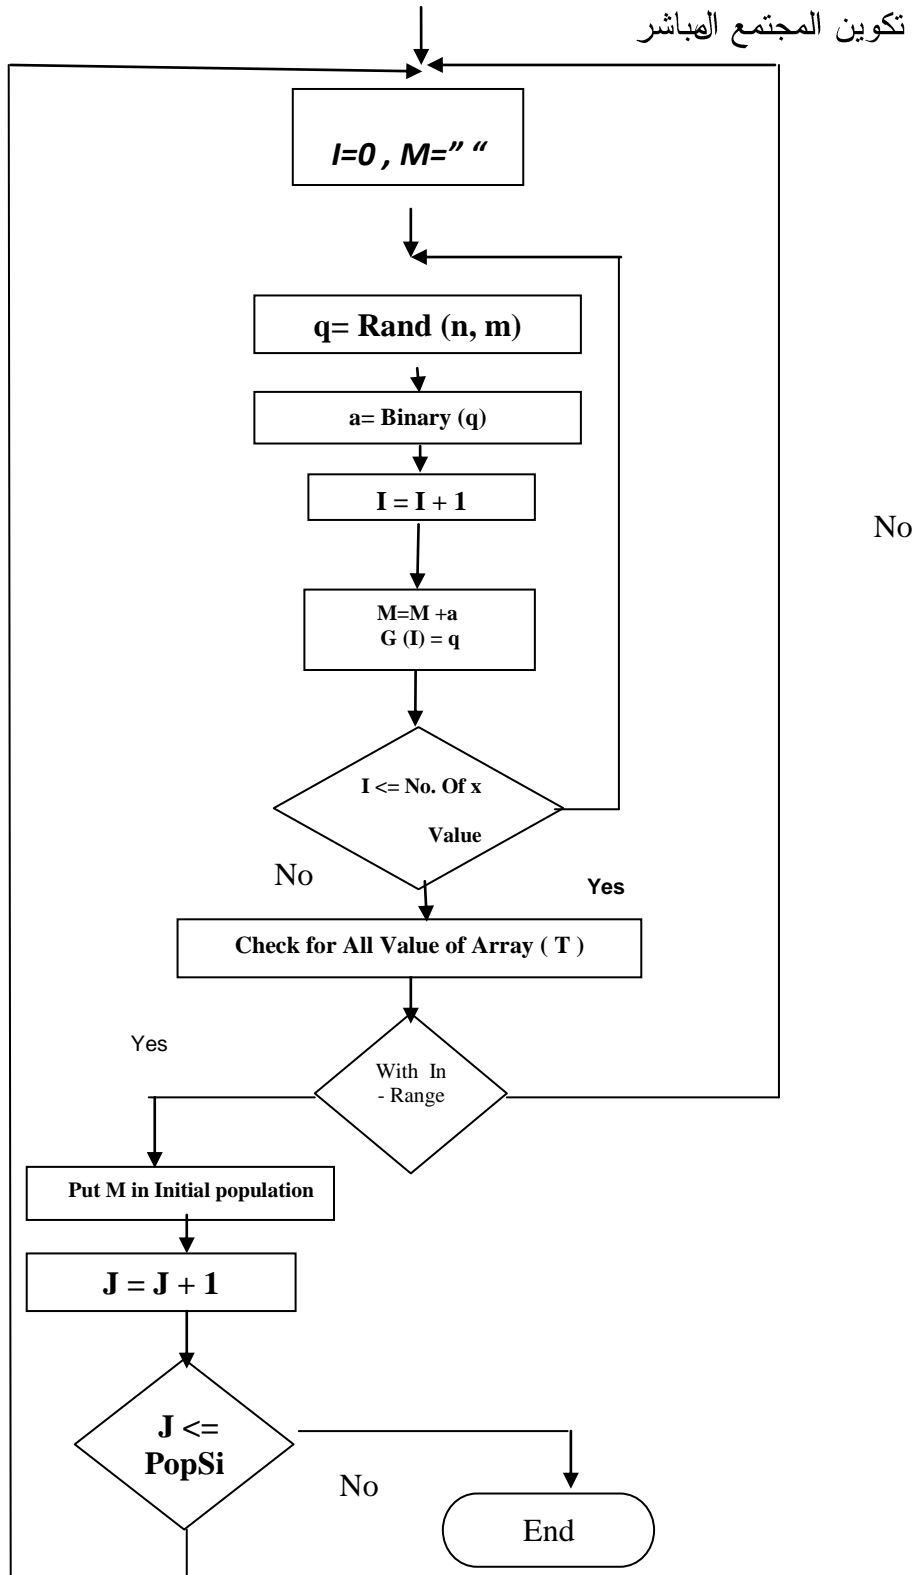 تكوين المجتمع المباشر
I=0 , M=” “
q= Rand (n, m)
a= Binary (q)
I = I + 1
No
M=M +a
G (I) = q
I <= No. Of x
Value
No
Yes
Check for All Value of Array ( T )
Yes
With In
- Range
Put M in Initial population
J = J + 1
J <=
PopSi
No
End